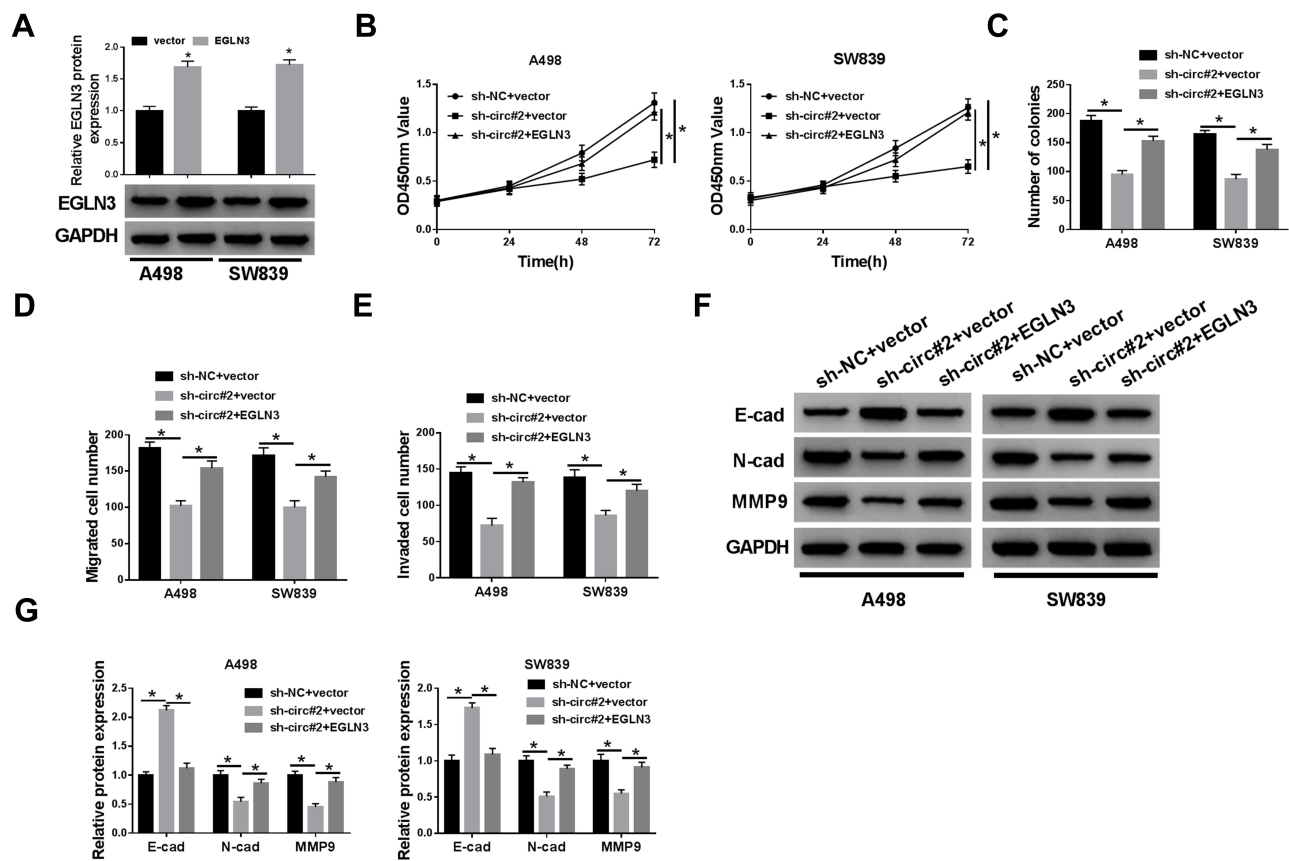 A
vector EGLN3
Relative EGLN3 protein
expression
2.0
1.5
1.0
0.5
0.0
* *
EGLN3
GAPDH
A498 SW839
B
A498
OD450nm Value
1.5
1.0
0.5
0.0
sh-NC+vector
sh-circ#2+vector
sh-circ#2+EGLN3
* *
0 24 48 72
Time(h)
SW839
OD450nm Value
1.5
1.0
0.5
0.0
sh-NC+vector
sh-circ#2+vector
sh-circ#2+EGLN3
* *
0 24 48 72
Time(h)
C
sh-NC+vector
sh-circ#2+vector
sh-circ#2+EGLN3
Number of colonies
250
200
150
100
50
0
* * * *
A498 SW839
D
sh-NC+vector
sh-circ#2+vector
sh-circ#2+EGLN3
Migrated cell number
200
150
100
50
0
* * * *
A498 SW839
E
sh-NC+vector
sh-circ#2+vector
sh-circ#2+EGLN3
Invaded cell number
200
150
100
50
0
* * * *
A498 SW839
F
sh-NC+vector
sh-circ#2+vector
sh-circ#2+EGLN3
sh-NC+vector
sh-circ#2+vector
sh-circ#2+EGLN3
E-cad
N-cad
MMP9
GAPDH
A498 SW839
G
A498
Relative protein expression
2.5
2.0
1.5
1.0
0.5
0.0
sh-NC+vector
sh-circ#2+vector
sh-circ#2+EGLN3
* * * * * *
E-cad N-cad MMP9
SW839
Relative protein expression
2.0
1.5
1.0
0.5
0.0
sh-NC+vector
sh-circ#2+vector
sh-circ#2+EGLN3
* * * * * *
E-cad N-cad MMP9